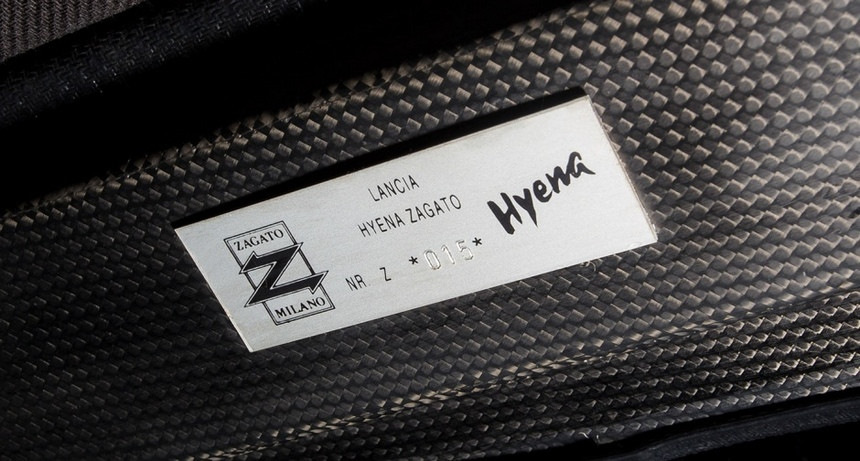 ZAGATO
Z
MILANO
LANCIA
HYENA ZAGATO
NR Z *015*
Hyena